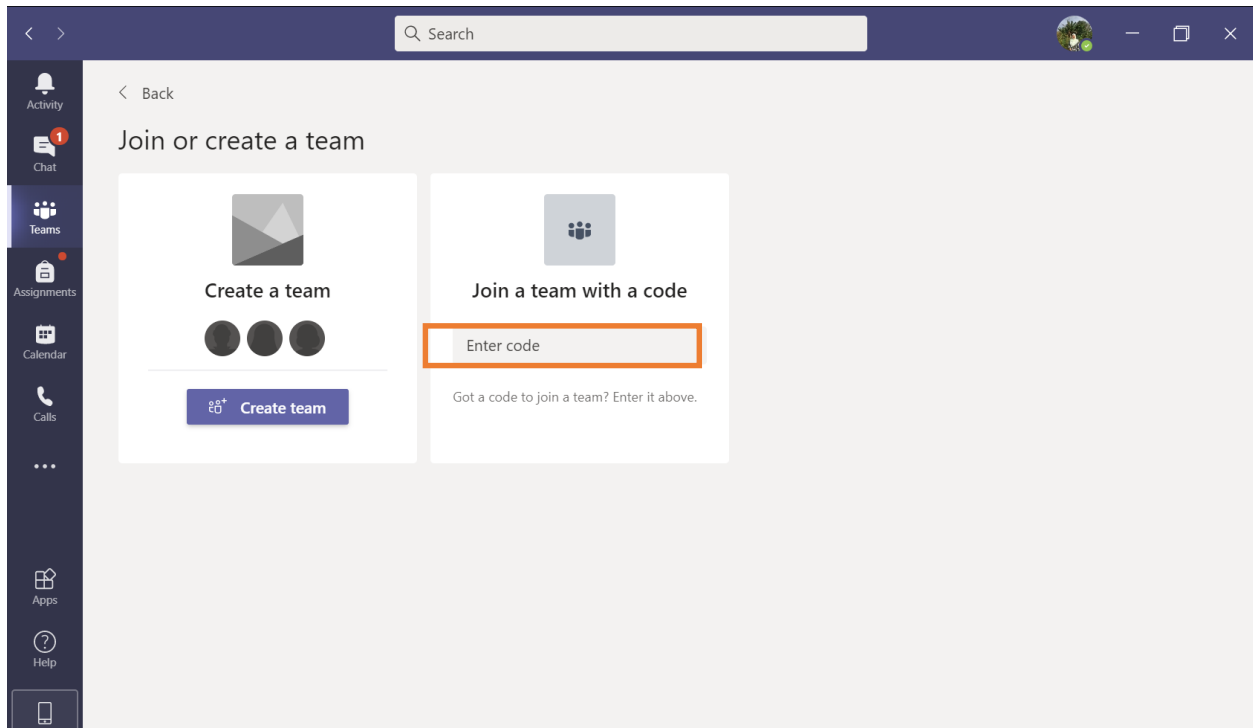 Search
Activity
1
Chat
Teams
Assignments
Calendar
Calls
Apps
Help
Back
Join or create a team
Create a team
Create team
Join a team with a code
Enter code
Got a code to join a team? Enter it above.